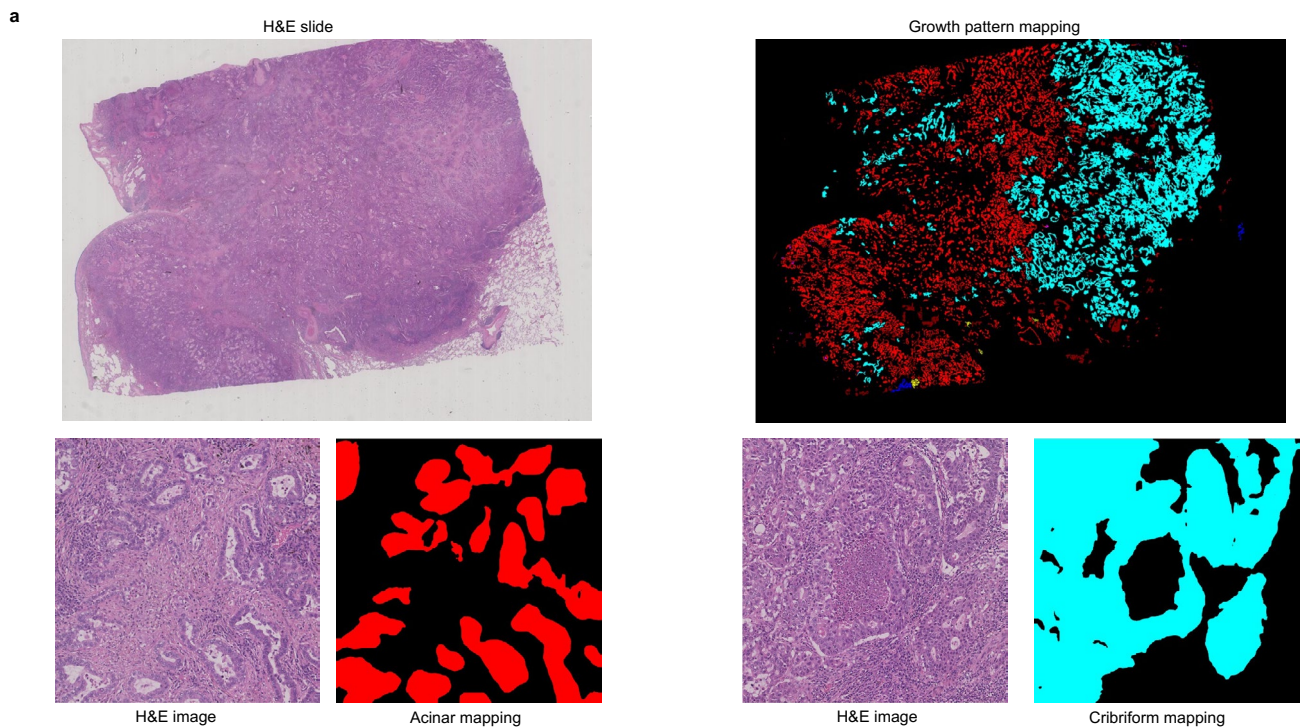 a
H&E slide
Growth pattern mapping
H&E image
Acinar mapping
H&E image
Cribriform mapping